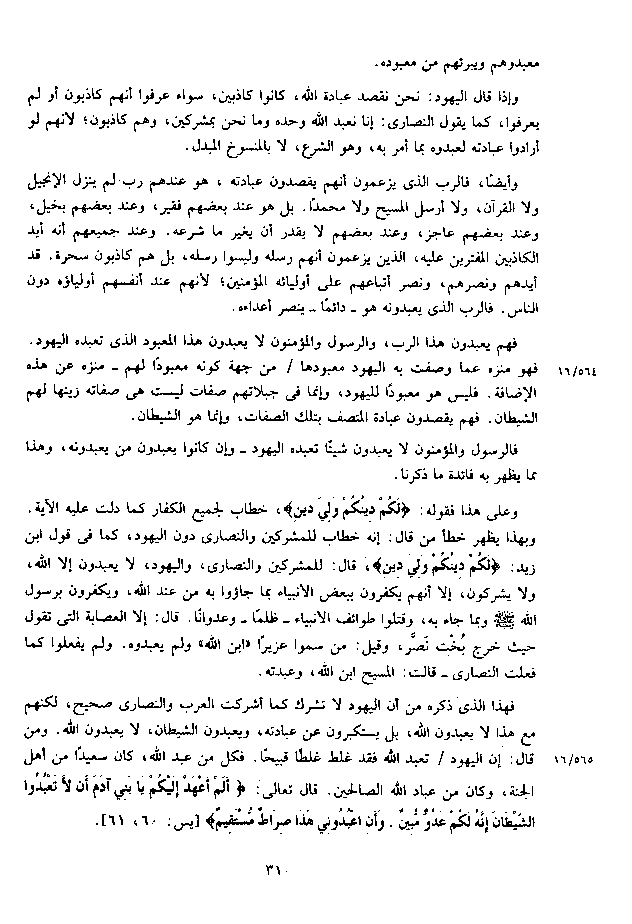 معبدوهم ويبرئهم من معبوده.
وإذا قال اليهود: نحن نقصد عبادة الله، كانوا كاذبين، سواء عرفوا أنهم كاذبون أو لم
يعرفوا، كما يقول النصارى: إنا نعبد الله وحده وما نحن بمشركين، وهم كاذبون؛ لأنهم لو
أرادوا عبادته لعبدوه بما أمر به، وهو الشرع، لا بالمنسوخ المبدل.
وأيضًا، فالرب الذى يزعمون أنهم يقصدون عبادته ، هو عندهم رب لم ينزل الإنجيل
ولا القرآن، ولا أرسل المسيح ولا محمدًا. بل هو عند بعضهم فقير، وعند بعضهم بخيل،
وعند بعضهم عاجز، وعند بعضهم لا يقدر أن يغير ما شرعه. وعند جميعهم أنه أيد
الكاذبين المفترين عليه، الذين يزعمون أنهم رسله وليسوا رسله، بل هم كاذبون سحرة. قد
أيدهم ونصرهم، ونصر أتباعهم على أوليائه المؤمنين؛ لأنهم عند أنفسهم أولياؤه دون
الناس. فالرب الذى يعبدونه هو ـ دائمًا ـ ينصر أعداءه.
فهم يعبدون هذا الرب، والرسول والمؤمنون لا يعبدون هذا المعبود الذى تعبده اليهود.
١٦/٥٦٤ فهو منزه عما وصفت به اليهود معبودها / من جهة كونه معبودًا لهم ـ منزه عن هذه
الإضافة. فليس هو معبودًا لليهود، وإنما فى جبلاتهم صفات ليست هى صفاته زينها لهم
الشيطان. فهم يقصدون عبادة المتصف بتلك الصفات، وإنما هو الشيطان.
فالرسول والمؤمنون لا يعبدون شيئًا تعبده اليهود ـ وإن كانوا يعبدون من يعبدونه، وهذا
مما يظهر به فائدة ما ذكرنا.
وعلى هذا فقوله: ﴿لَكُمْ دِينُكُمْ وَلِيَ دِينِ﴾، خطاب لجميع الكفار كما دلت عليه الآية.
وبهذا يظهر خطأ من قال: إنه خطاب للمشركين والنصارى دون اليهود، كما فى قول ابن
زيد: ﴿لَكُمْ دِينُكُمْ وَلِيَ دِينِ﴾، قال: للمشركين والنصارى، واليهود، لا يعبدون إلا الله،
ولا يشركون، إلا أنهم يكفرون ببعض الأنبياء بما جاؤوا به من عند الله، ويكفرون برسول
الله ﷺ وبما جاء به، وقتلوا طوائف الأنبياء ـ ظلمًا ـ وعدوانًا. قال: إلا العصابة التى تقول
حيث خرج بُخْت نَصَّر، وقيل: من سموا عزيرًا «ابن الله» ولم يعبدوه. ولم يفعلوا كما
فعلت النصارى ـ قالت: المسيح ابن الله، وعبدته.
فهذا الذى ذكره من أن اليهود لا تشرك كما أشركت العرب والنصارى صحيح، لكنهم
مع هذا لا يعبدون الله، بل يستكبرون عن عبادته، ويعبدون الشيطان، لا يعبدون الله. ومن
١٦/٥٦٥ قال: إن اليهود / تعبد الله فقد غلط غلطًا قبيحًا. فكل من عبد الله، كان سعيدًا من أهل
الجنة، وكان من عباد الله الصالحين. قال تعالى: ﴿ أَلَمْ أَعْهَدْ إِلَيْكُمْ يَا بَنِي آدَمَ أَن لاَّ تَعْبُدُوا
الشَّيْطَانَ إِنَّهُ لَكُمْ عَدُوٌّ مُّبِينٌ . وَأَنِ اعْبُدُونِي هَذَا صِرَاطٌ مُّسْتَقِيمٌ﴾ [يس: ٦٠، ٦١].
٣١٠